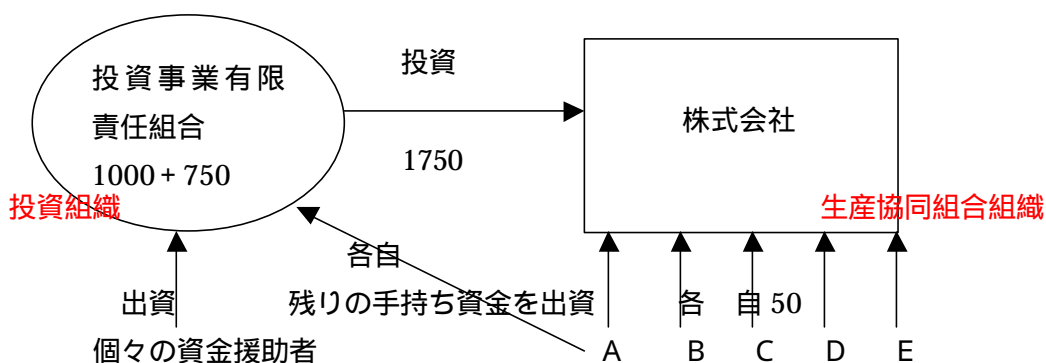 投資事業有限
責任組合
1000+750
投資組織
投資
1750
株式会社
生産協同組合組織
各自
出資
残りの手持ち資金を出資
各 自 50
個々の資金援助者
A B C D E